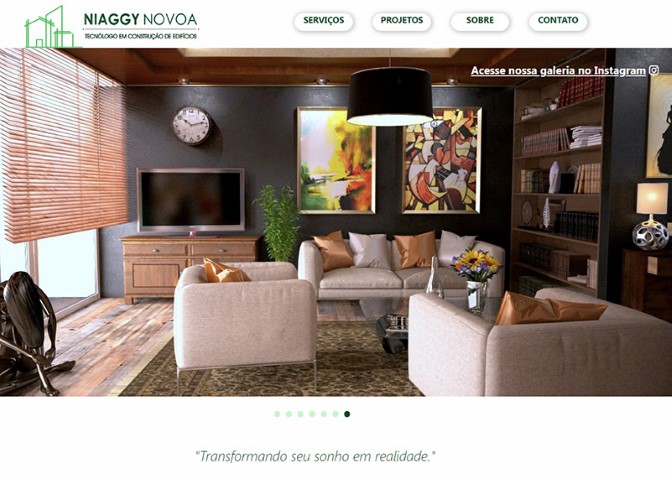 NIAGGY NOVOA
TECNÓLOGO EM CONSTRUÇÃO DE EDIFÍCIOS
SERVIÇOS
PROJETOS
SOBRE
CONTATO
Acesse nossa galeria no Instagram
"Transformando seu sonho em realidade."